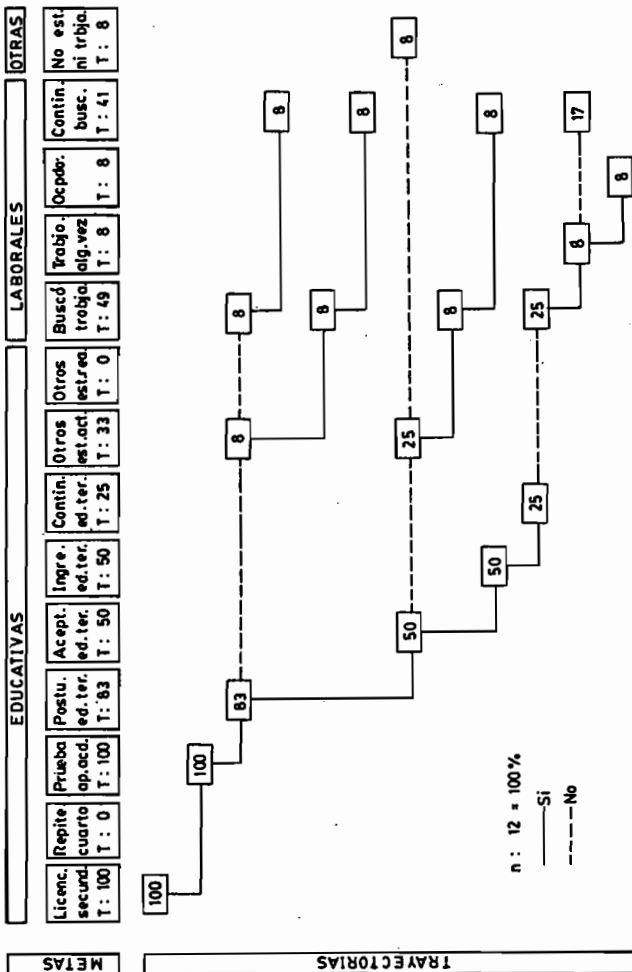 METAS
EDUCATIVAS
LABORALES
OTRAS
Licenc.
secund.
T: 100
Repite.
cuarto
T: 0
Prueba
ap.acd.
T: 100
Postu.
ed.ter.
T: 83
Acept.
ed.ter.
T: 50
Ingre.
ed.ter.
T: 50
Contin.
ed.ter.
T: 25
Otros
est.act.
T: 33
Otros
est.rea.
T: 0
Buscó
trabja.
T: 49
Trabjo.
alg.vez
T: 8
Ocpdo.
T: 8
Contin.
busc.
T: 41
No est.
ni trbja.
T: 8
TRAYECTORIAS
100
100
83
8
8
8
8
8
50
25
8
8
8
50
25
25
8
17
8
n : 12 = 100%
Si
No